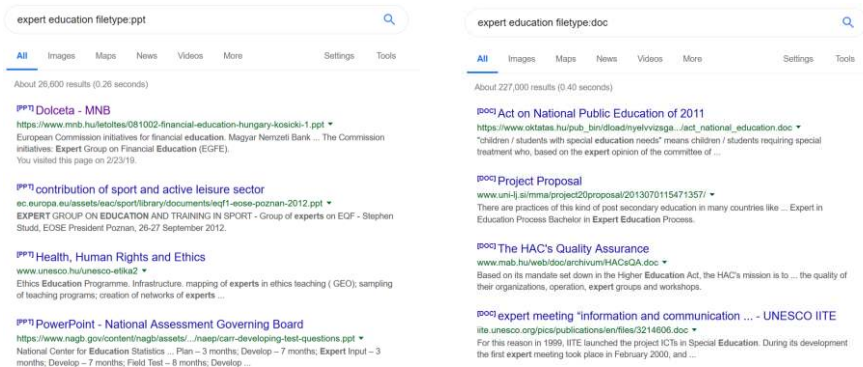 expert education filetype:ppt
All Images Maps News Videos More Settings Tools
About 26,600 results (0.26 seconds)
[PPT] Dolceta - MNB
https://www.mnb.hu/letoltes/081002-financial-education-hungary-kosicki-1.ppt
European Commission initiatives for financial education. Magyar Nemzeti Bank ... The Commission
initiatives: Expert Group on Financial Education (EGFE).
You visited this page on 2/23/19.
[PPT] contribution of sport and active leisure sector
ec.europa.eu/assets/eac/sport/library/documents/eqf1-eose-poznan-2012.ppt
EXPERT GROUP ON EDUCATION AND TRAINING IN SPORT - Group of experts on EQF - Stephen
Studd, EOSE President Poznan, 26-27 September 2012.
[PPT] Health, Human Rights and Ethics
www.unesco.hu/unesco-etika2
Ethics Education Programme. Infrastructure. mapping of experts in ethics teaching ( GEO); sampling
of teaching programs; creation of networks of experts ...
[PPT] PowerPoint - National Assessment Governing Board
https://www.nagb.gov/content/nagb/assets/.../naep/carr-developing-test-questions.ppt
National Center for Education Statistics ... Plan – 3 months; Develop – 7 months; Expert Input – 3
months; Develop – 7 months; Field Test – 8 months; Develop ...
expert education filetype:doc
All Images Maps News Videos More Settings Tools
About 227,000 results (0.40 seconds)
[DOC] Act on National Public Education of 2011
https://www.oktatas.hu/pub_bin/dload/nyelvvizsga.../act_national_education.doc
"children / students with special education needs" means children / students requiring special
treatment who, based on the expert opinion of the committee of ...
[DOC] Project Proposal
www.uni-lj.si/mma/project20proposal/2013070115471357/
There are practices of this kind of post secondary education in many countries like ... Expert in
Education Process Bachelor in Expert Education Process.
[DOC] The HAC's Quality Assurance
www.mab.hu/web/doc/archivum/HACsQA.doc
Based on its mandate set down in the Higher Education Act, the HAC's mission is to ... the quality of
their organizations, operation, expert groups and workshops.
[DOC] expert meeting "information and communication ... - UNESCO IITE
iite.unesco.org/pics/publications/en/files/3214606.doc
For this reason in 1999, IITE launched the project ICTs in Special Education. During its development
the first expert meeting took place in February 2000, and ...